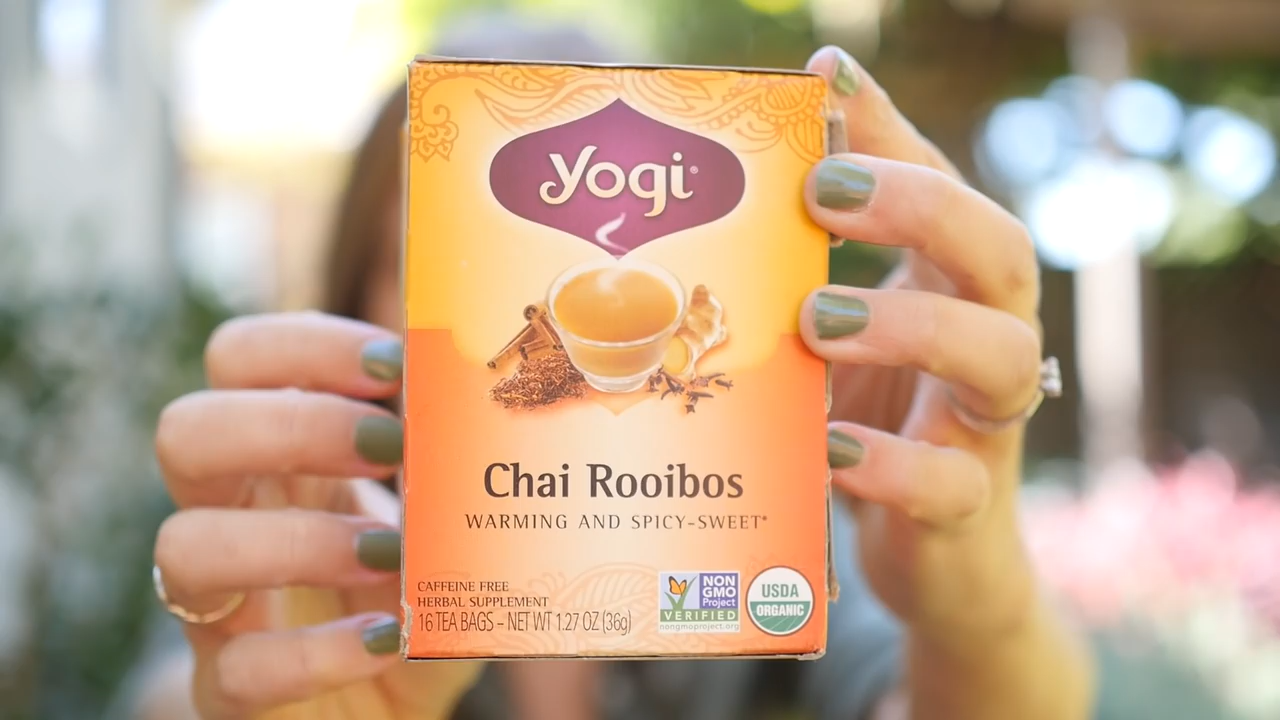 yogi®
Chai Rooibos
WARMING AND SPICY-SWEET*
CAFFEINE FREE
HERBAL SUPPLEMENT
16 TEA BAGS – NET WT 1.27 OZ (36g)
NON
GMO
Project
VERIFIED
nongmoproject.org
USDA
ORGANIC